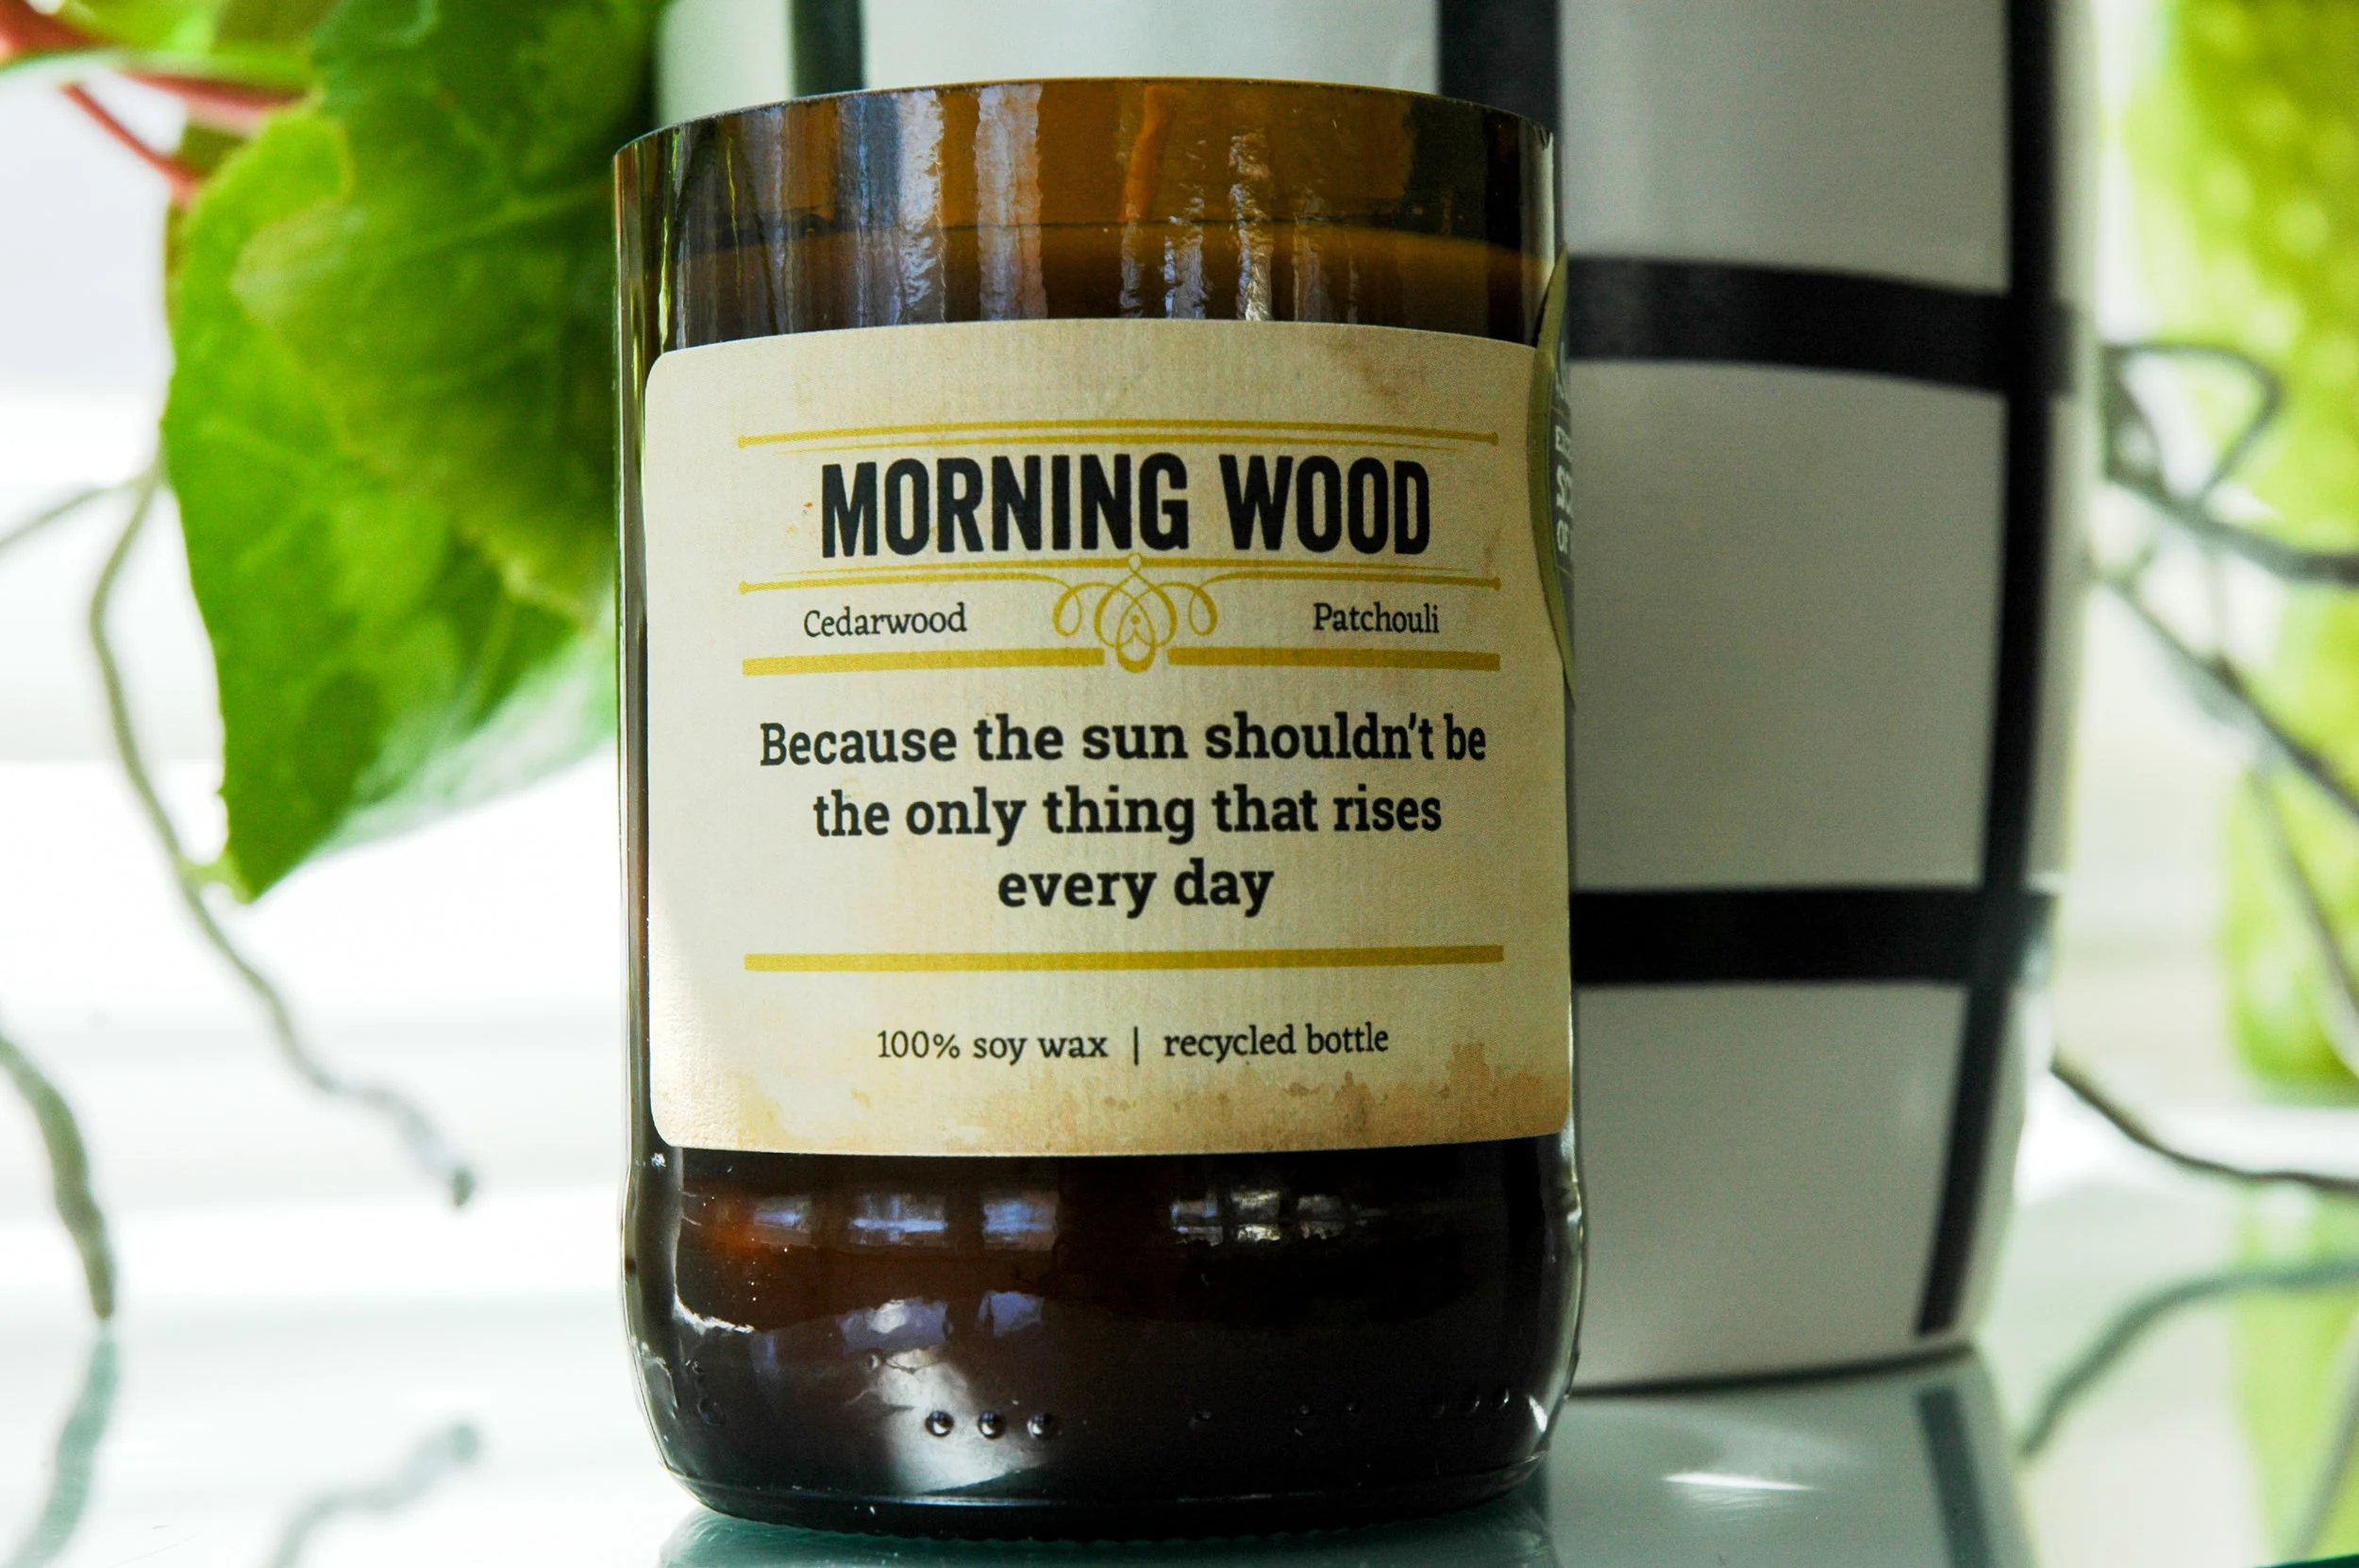 MORNING WOOD
Cedarwood Patchouli
Because the sun shouldn't be
the only thing that rises
every day
100% soy wax | recycled bottle